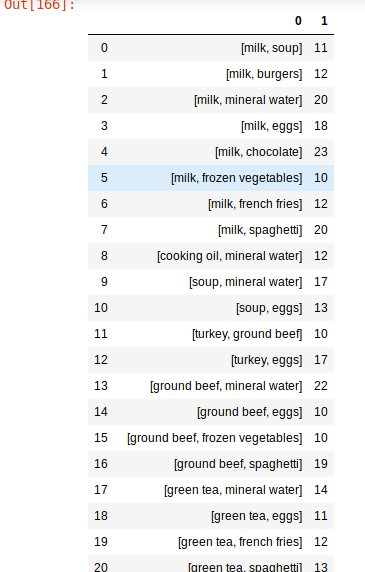 Out[166]:
0 1
0 [milk, soup] 11
1 [milk, burgers] 12
2 [milk, mineral water] 20
3 [milk, eggs] 18
4 [milk, chocolate] 23
5 [milk, frozen vegetables] 10
6 [milk, french fries] 12
7 [milk, spaghetti] 20
8 [cooking oil, mineral water] 12
9 [soup, mineral water] 17
10 [soup, eggs] 13
11 [turkey, ground beef] 10
12 [turkey, eggs] 17
13 [ground beef, mineral water] 22
14 [ground beef, eggs] 10
15 [ground beef, frozen vegetables] 10
16 [ground beef, spaghetti] 19
17 [green tea, mineral water] 14
18 [green tea, eggs] 11
19 [green tea, french fries] 12
20 [green tea, spaghetti] 13